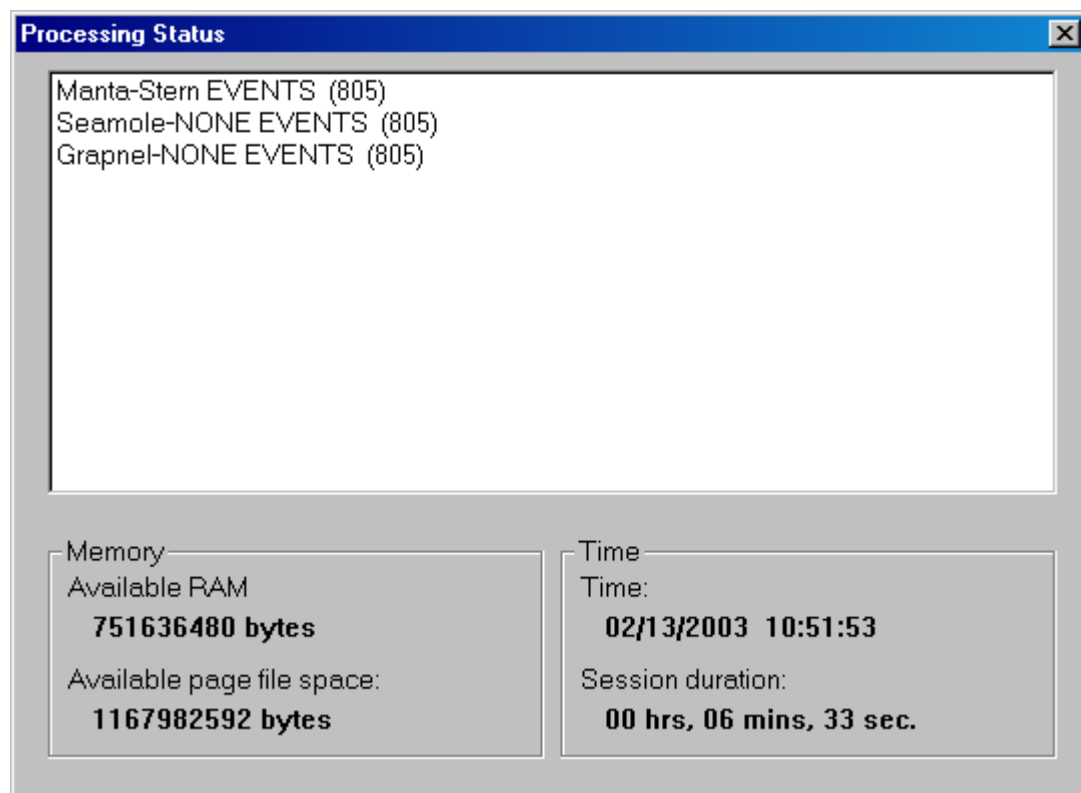 Processing Status
Manta-Stern EVENTS (805)
Seamole-NONE EVENTS (805)
Grapnel-NONE EVENTS (805)
Memory
Available RAM
751636480 bytes
Available page file space:
1167982592 bytes
Time
Time:
02/13/2003 10:51:53
Session duration:
00 hrs, 06 mins, 33 sec.